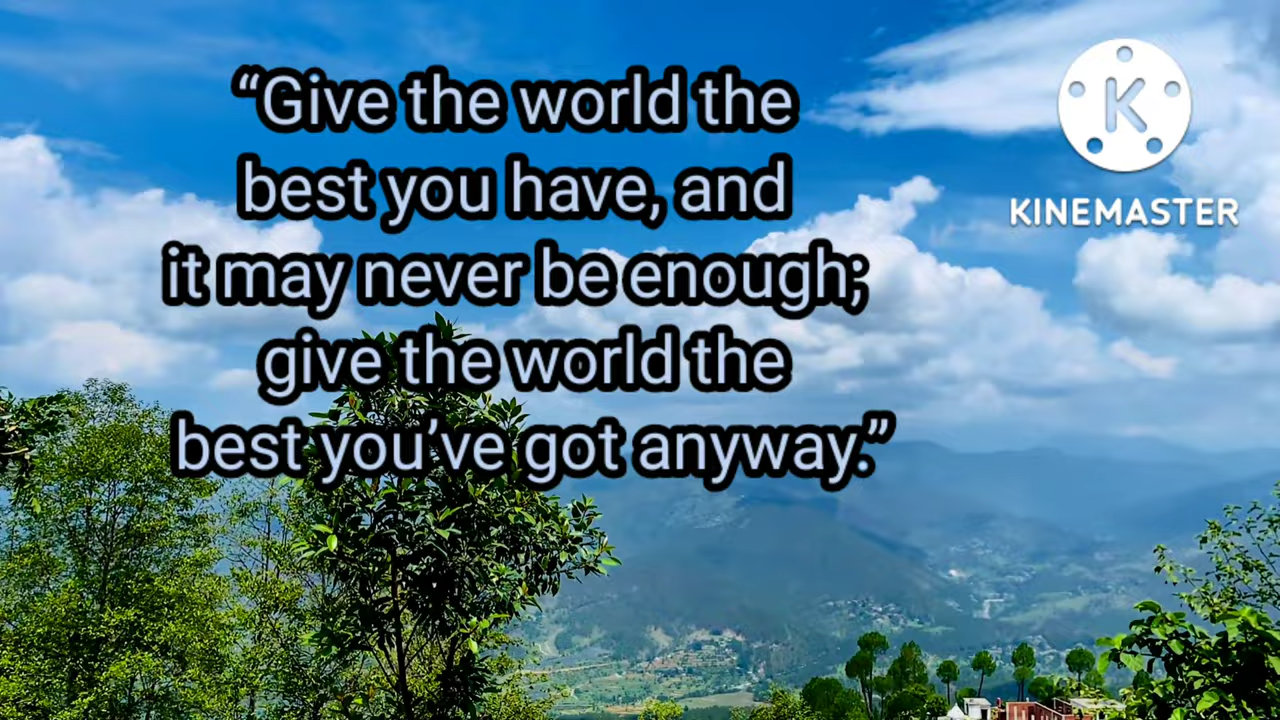 “Give the world the
best you have, and
it may never be enough;
give the world the
best you’ve got anyway.”
K
KINEMASTER